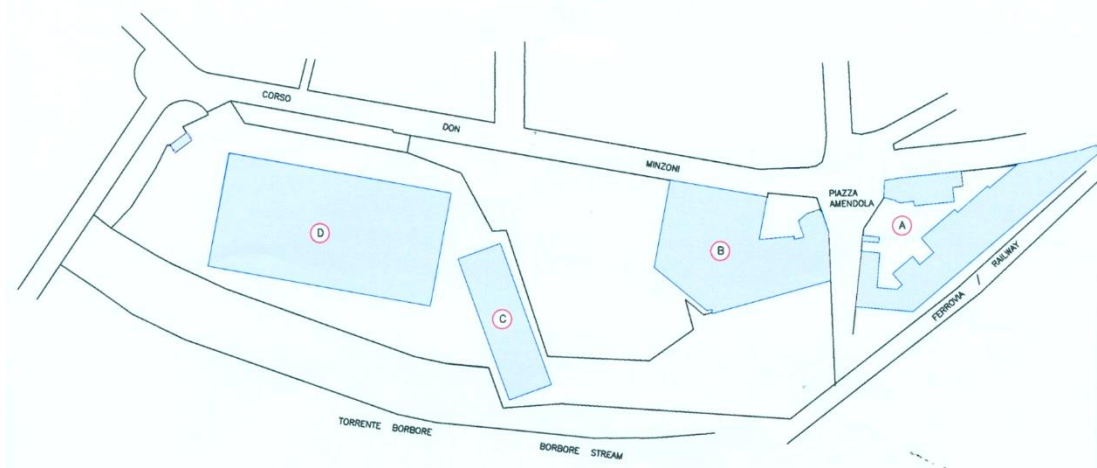 CORSO
DON
MINZONI
PIAZZA
AMENDOLA
A
B
C
D
FERROVIA / RAILWAY
TORRENTE BORBORE
BORBORE STREAM